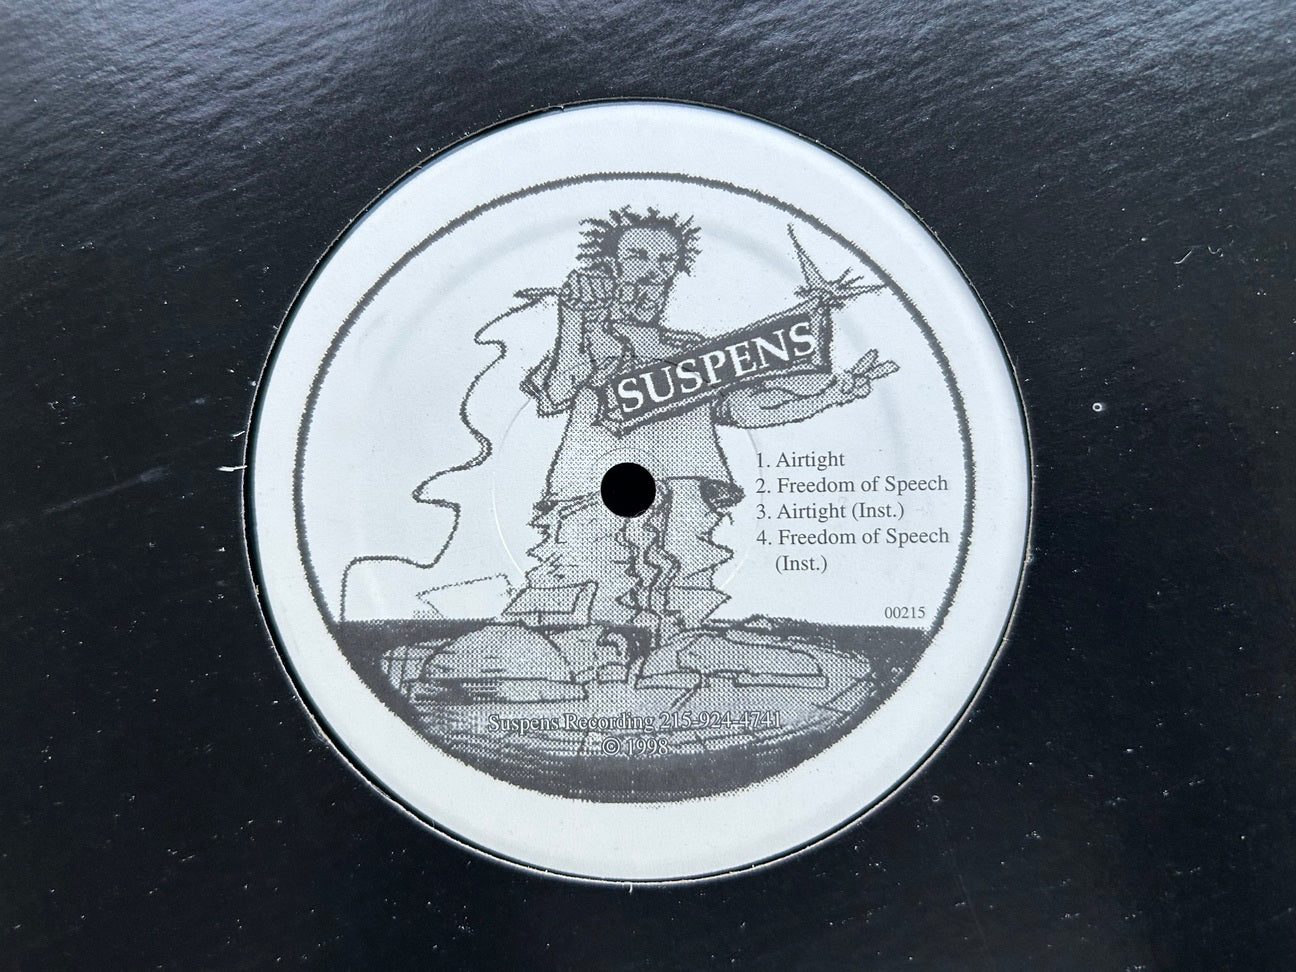 SUSPENS
1. Airtight
2. Freedom of Speech
3. Airtight (Inst.)
4. Freedom of Speech
(Inst.)
00215
Suspens Recording 215-924-4741
© 1998